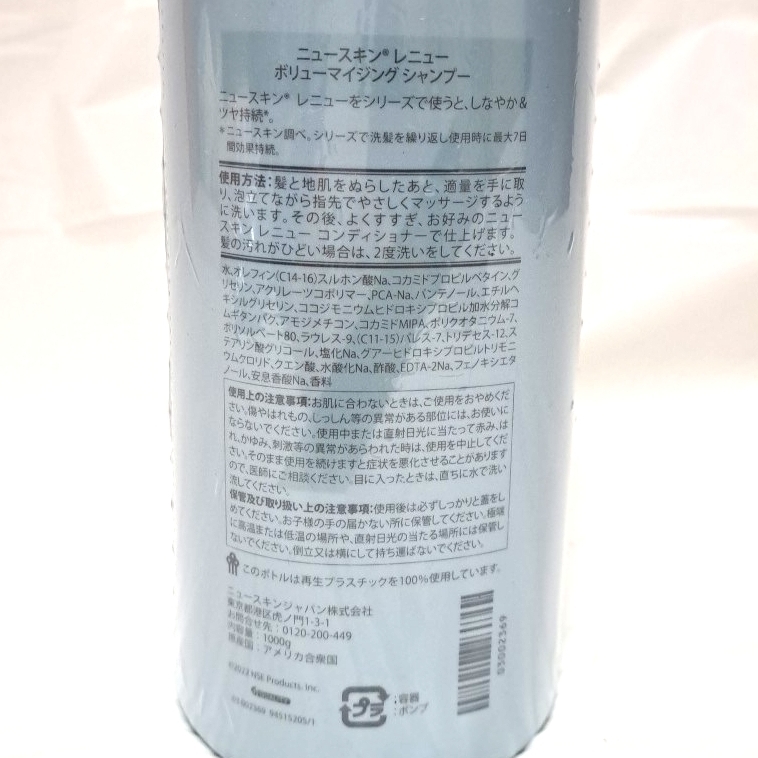 ニュースキン® レニュー
ボリューマイジング シャンプー
ニュースキン® レニューをシリーズで使うと、しなやか＆
ツヤ持続*。
*ニュースキン調べ。シリーズで洗髪を繰り返し使用時に最大7日
間効果持続。
使用方法：髪と地肌をぬらしたあと、適量を手に取
り、泡立てながら指先でやさしくマッサージするよう
に洗います。その後、よくすすぎ、お好みのニュー
スキン レニュー コンディショナーで仕上げます。
髪の汚れがひどい場合は、2度洗いをしてください。
水、オレフィン(C14-16)スルホン酸Na、コカミドプロピルベタイン、グ
リセリン、アクリレーツコポリマー、PCA-Na、パンテノール、エチルヘ
キシルグリセリン、ココジモニウムヒドロキシプロピル加水分解コ
ムギタンパク、アモジメチコン、コカミドMIPA、ポリクオタニウム-7、
ポリソルベート80、ラウレス-9、(C11-15)パレス-7、トリデセス-12、ス
テアリン酸グリコール、塩化Na、グアーヒドロキシプロピルトリモニ
ウムクロリド、クエン酸、水酸化Na、酢酸、EDTA-2Na、フェノキシエタ
ノール、安息香酸Na、香料
使用上の注意事項：お肌に合わないときは、ご使用をおやめくだ
さい。傷やはれもの、しっしん等の異常がある部位には、お使いに
ならないでください。使用中または直射日光に当たって赤み、は
れ、かゆみ、刺激等の異常があらわれた時は、使用を中止してくだ
さい。そのまま使用を続けますと症状を悪化させることがあります
ので、医師にご相談ください。目に入ったときは、直ちに水で洗い
流してください。
保管及び取り扱い上の注意事項：使用後は必ずしっかりと蓋をし
めてください。お子様の手の届かない所に保管してください。極端
に高温または低温の場所や、直射日光の当たる場所には保管し
ないでください。倒立又は横にして持ち運ばないでください。
このボトルは再生プラスチックを100％使用しています。
ニュースキンジャパン株式会社
東京都港区虎ノ門1-3-1
お問合せ先：0120-200-449
内容量：1000g
原産国：アメリカ合衆国
©2022 NSE Products, Inc.
03 002369 94515205/1
プラ
：容器
：ポンプ
03002369